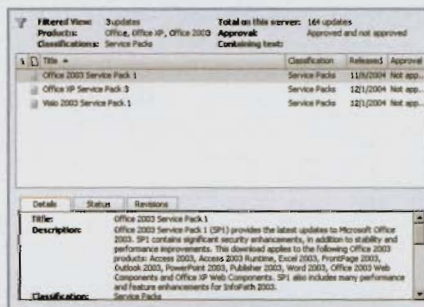 Filtered View: 3 updates Total on this server: 164 updates
Products: Office, Office XP, Office 2003 Approval: Approved and not approved
Classifications: Service Packs Containing text:
Title Classification Released Approval
Office 2003 Service Pack 1 Service Packs 11/6/2004 Not app...
Office XP Service Pack 3 Service Packs 12/1/2004 Not app...
Visio 2003 Service Pack 1 Service Packs 12/1/2004 Not app...
Details Status Revisions
Title: Office 2003 Service Pack 1
Description: Office 2003 Service Pack 1 (SP1) provides the latest updates to Microsoft Office
2003. SP1 contains significant security enhancements, in addition to stability and
performance improvements. This download applies to the following Office 2003
products: Access 2003, Access 2003 Runtime, Excel 2003, FrontPage 2003,
Outlook 2003, PowerPoint 2003, Publisher 2003, Word 2003, Office 2003 Web
Components and Office XP Web Components. SP1 also includes many performance
and feature enhancements for InfoPath 2003.
Classification: Service Packs